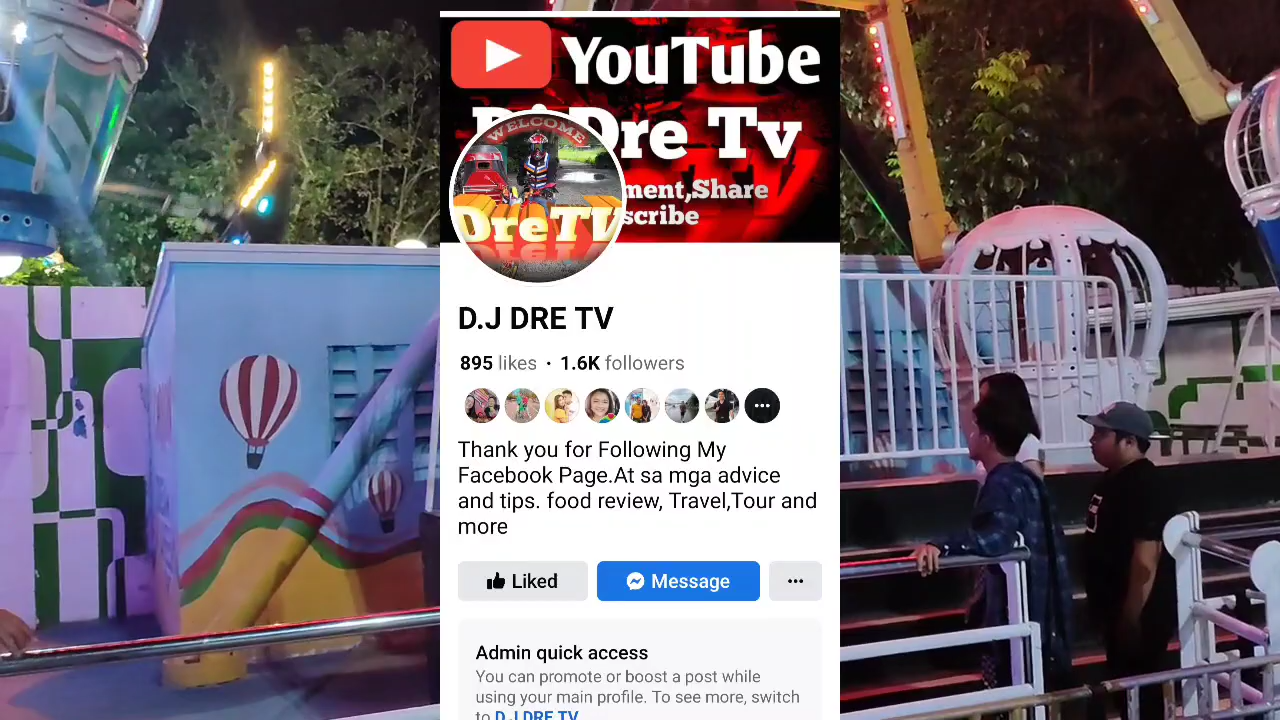 YouTube
Dre Tv
ment,Share
scribe
WELCOME
DreTV
D.J DRE TV
895 likes · 1.6K followers
Thank you for Following My
Facebook Page.At sa mga advice
and tips. food review, Travel,Tour and
more
Liked
Message
Admin quick access
You can promote or boost a post while
using your main profile. To see more, switch
to D.J DRE TV